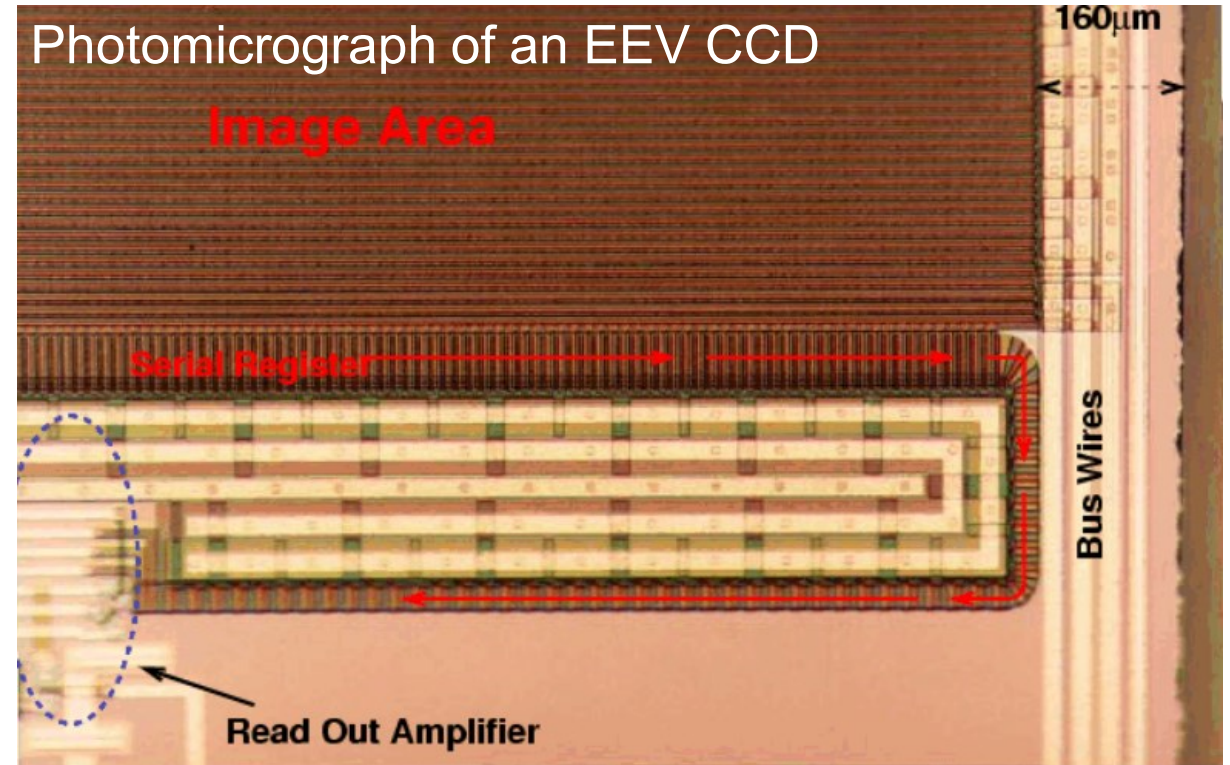 Photomicrograph of an EEV CCD
160μm
Image Area
Serial Register
Bus Wires
Read Out Amplifier